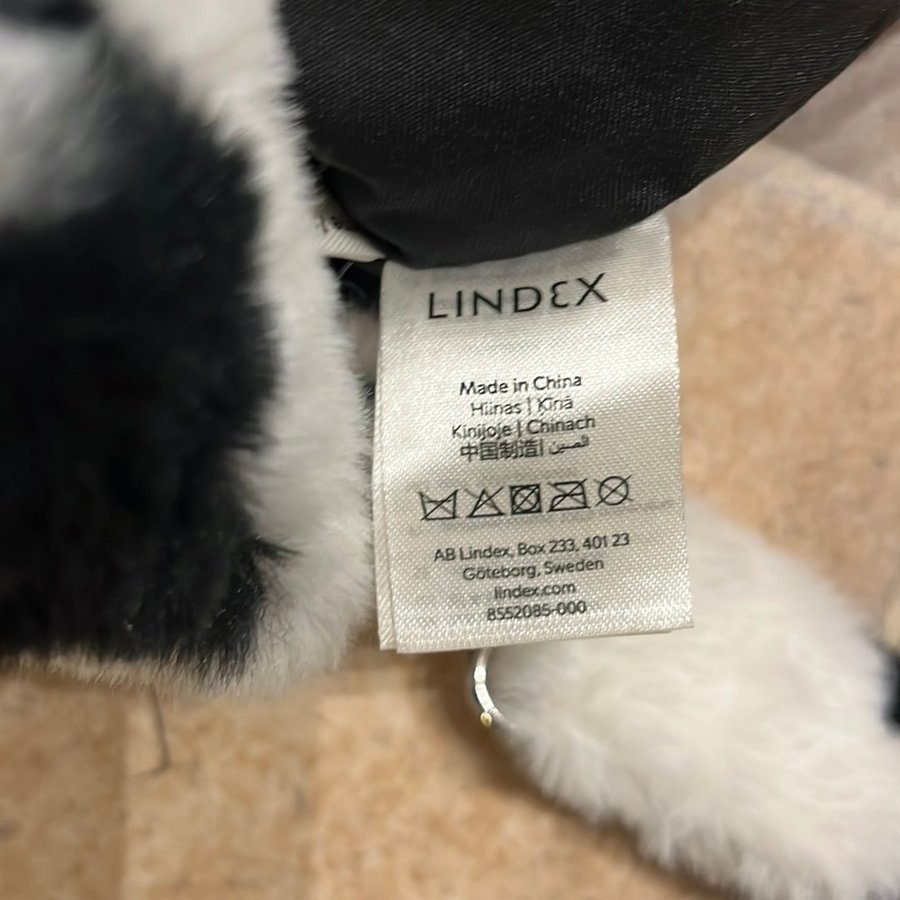 LINDEX
Made in China
Hiinas | Ķīnā
Kinijoje | Chinach
中国制造| الصين
AB Lindex, Box 233, 401 23
Göteborg, Sweden
lindex.com
8552085-000